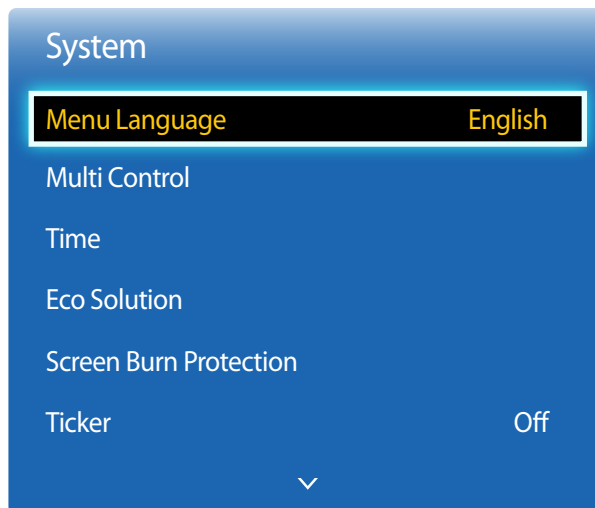 System
Menu Language English
Multi Control
Time
Eco Solution
Screen Burn Protection
Ticker Off